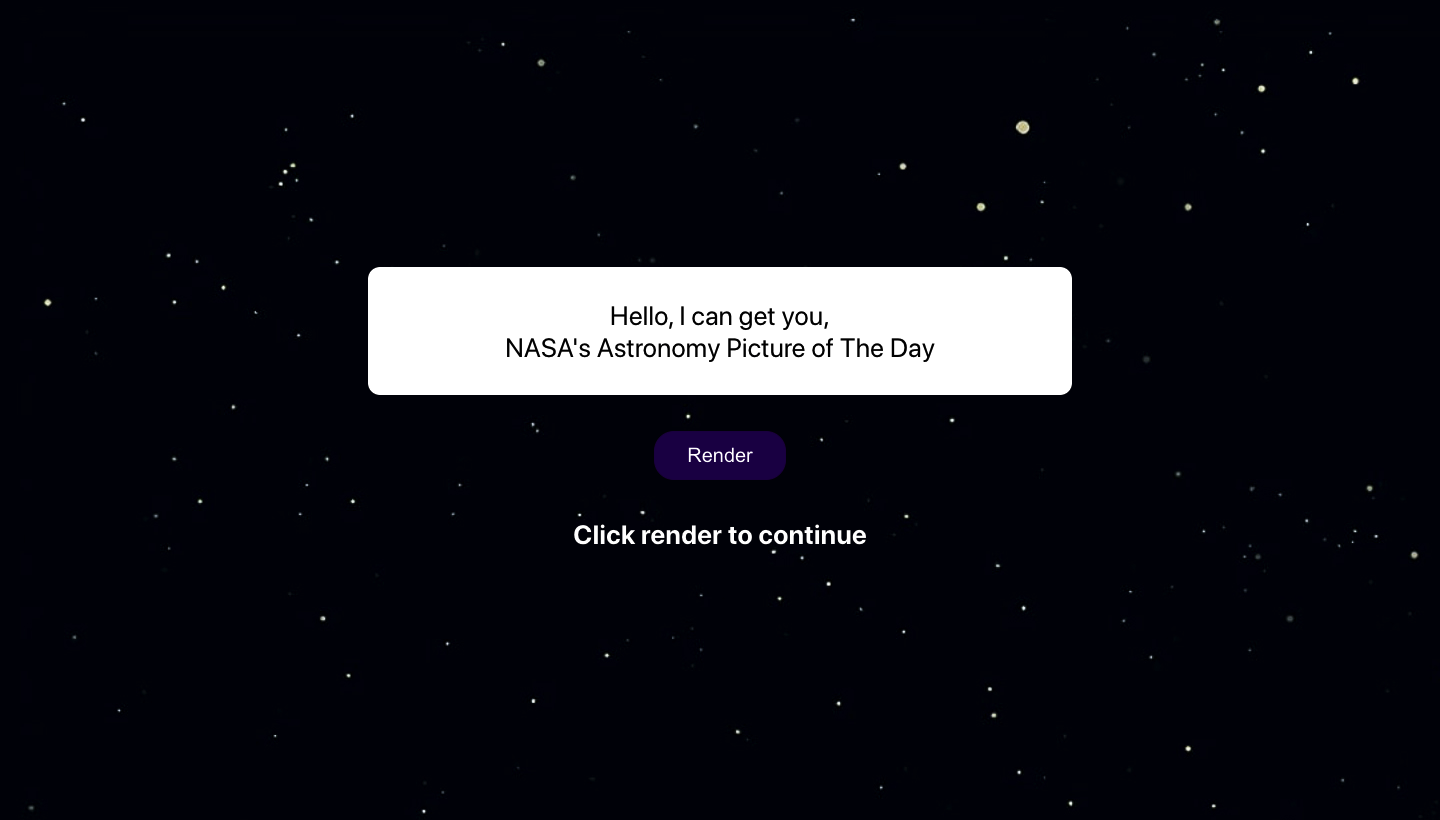 Hello, I can get you,
NASA's Astronomy Picture of The Day
Render
Click render to continue